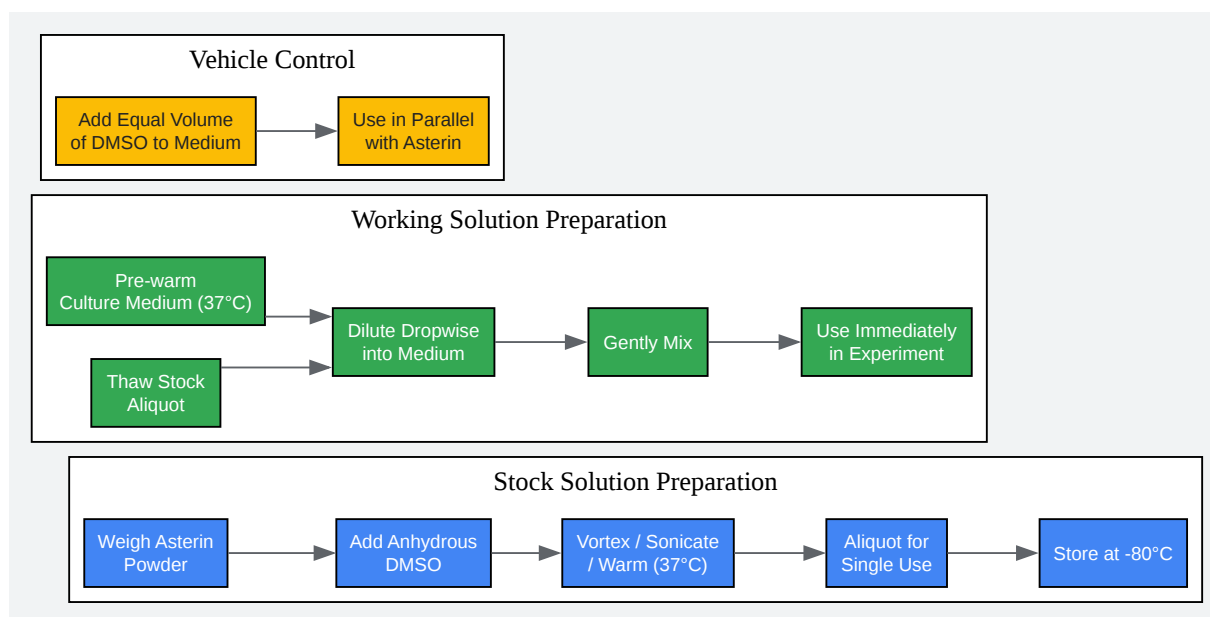 Vehicle Control
Add Equal Volume
of DMSO to Medium
Use in Parallel
with Asterin
Working Solution Preparation
Pre-warm
Culture Medium (37°C)
Thaw Stock
Aliquot
Dilute Dropwise
into Medium
Gently Mix
Use Immediately
in Experiment
Stock Solution Preparation
Weigh Asterin
Powder
Add Anhydrous
DMSO
Vortex / Sonicate
/ Warm (37°C)
Aliquot for
Single Use
Store at -80°C